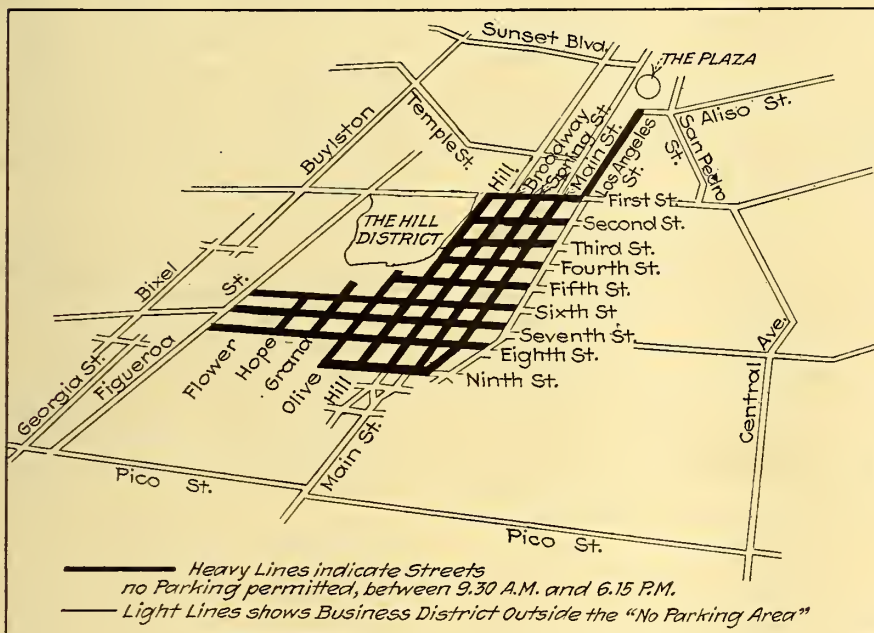 Sunset Blvd.
THE PLAZA
Buylston
Temple St.
Aliso St.
San Pedro
St.
Hill
Broadway
Spring St.
Main St.
Los Angeles
St.
First St.
THE HILL
DISTRICT
Second St.
Third St.
Fourth St.
Fifth St.
Sixth St.
Seventh St.
Eighth St.
Ninth St.
Bixel
St.
Georgia St.
Figueroa
Flower
Hope
Grand
Olive
Hill
Main St.
Central Ave.
Pico St.
Pico St.
Heavy Lines indicate Streets
no Parking permitted, between 9.30 A.M. and 6.15 P.M.
Light Lines shows Business District Outside the "No Parking Area"